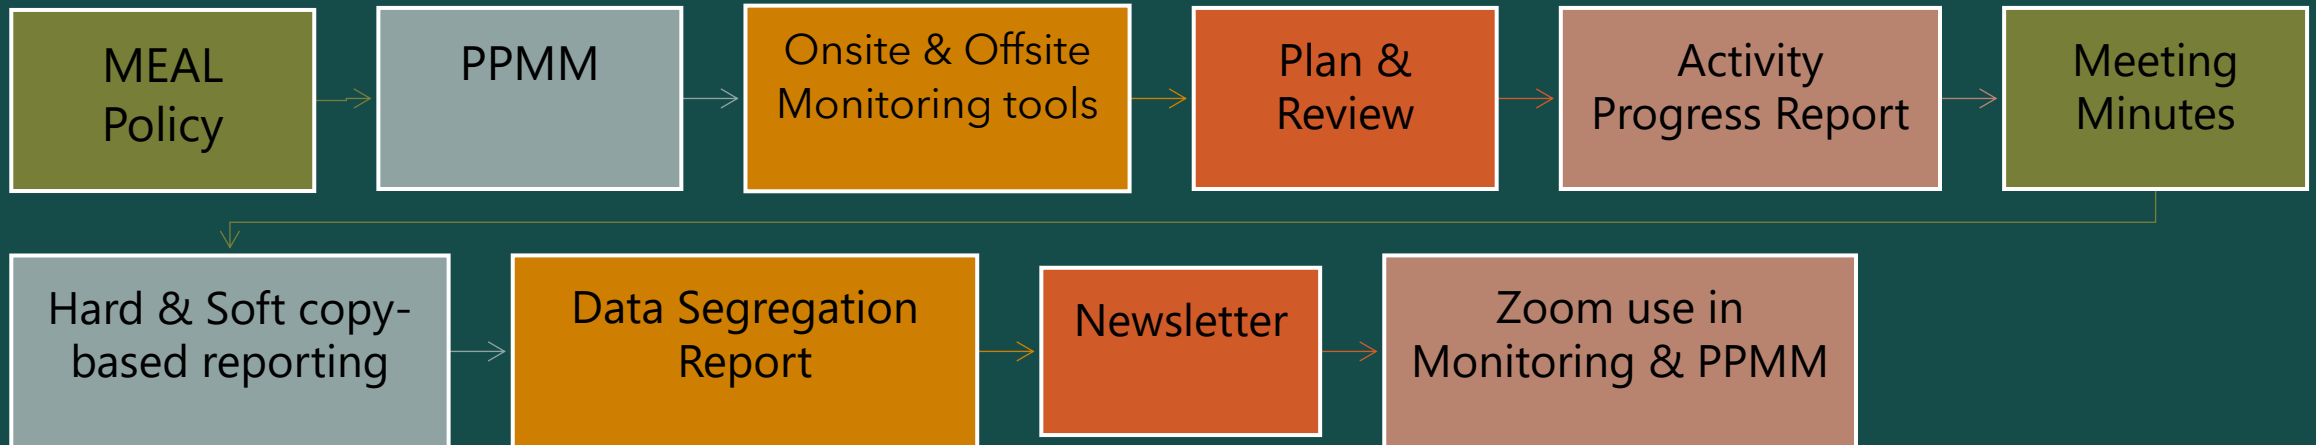 MEAL
Policy
PPMM
Onsite & Offsite
Monitoring tools
Plan &
Review
Activity
Progress Report
Meeting
Minutes
Hard & Soft copy-
based reporting
Data Segregation
Report
Newsletter
Zoom use in
Monitoring & PPMM